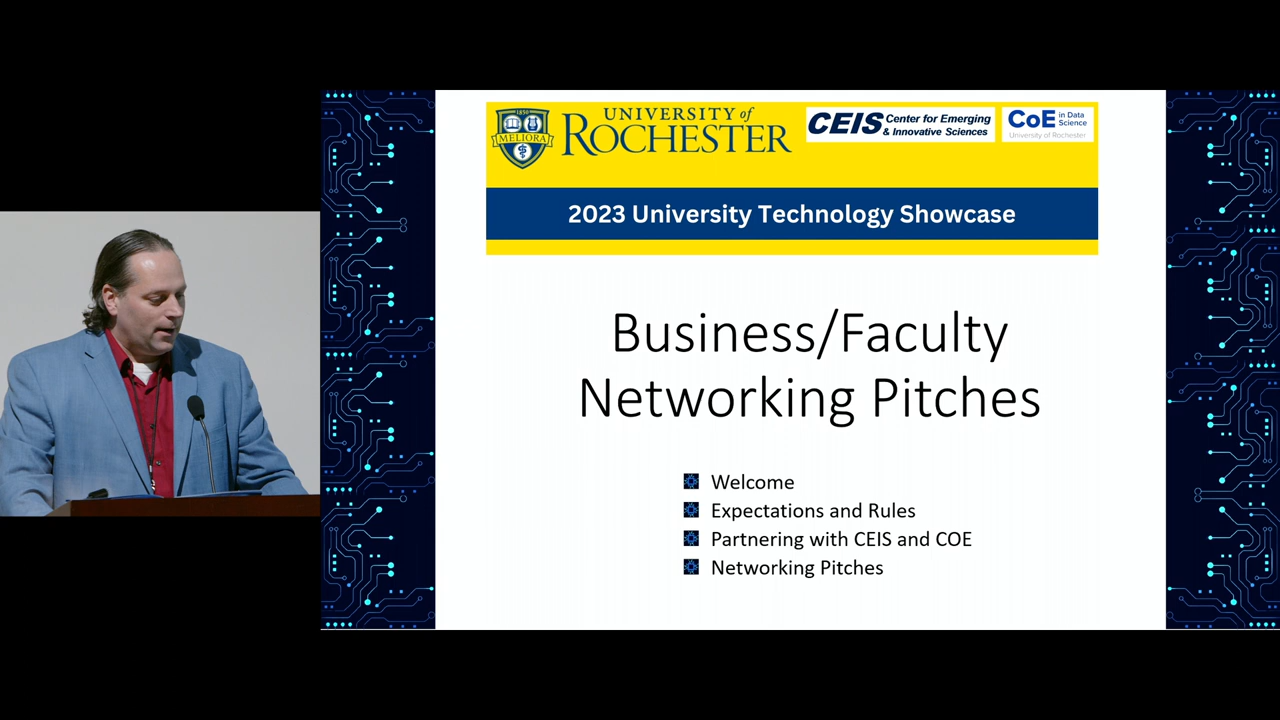 1850
MELIORA
UNIVERSITY of
ROCHESTER
CEIS Center for Emerging
& Innovative Sciences
CoE in Data
Science
University of Rochester
2023 University Technology Showcase
Business/Faculty
Networking Pitches
Welcome
Expectations and Rules
Partnering with CEIS and COE
Networking Pitches